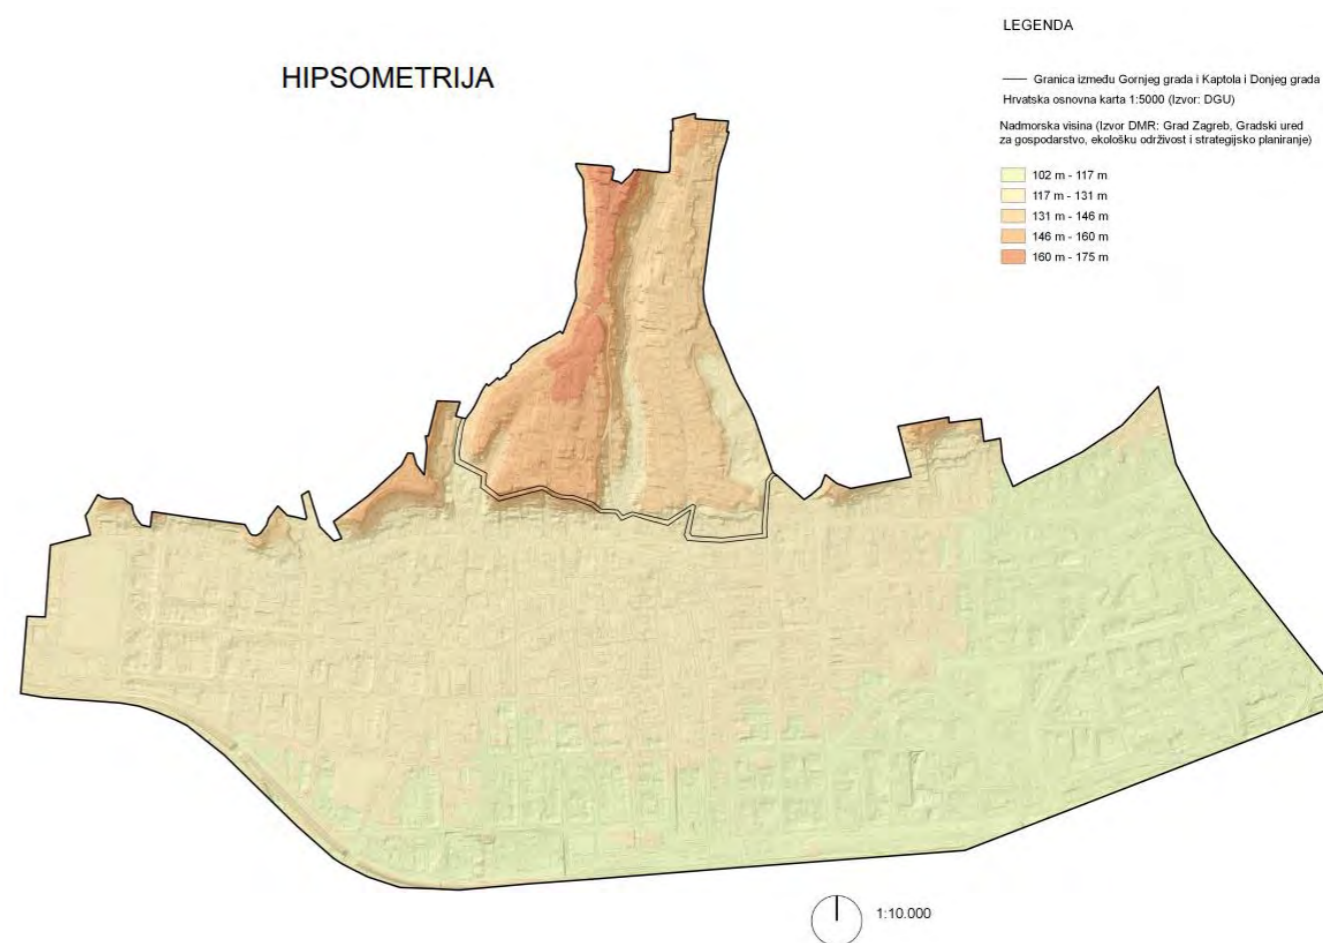 HIPSOMETRIJA
LEGENDA
Granica između Gornjeg grada i Kaptola i Donjeg grada
Hrvatska osnovna karta 1:5000 (Izvor: DGU)
Nadmorska visina (Izvor DMR: Grad Zagreb, Gradski ured
za gospodarstvo, ekološku održivost i strategijsko planiranje)
102 m - 117 m
117 m - 131 m
131 m - 146 m
146 m - 160 m
160 m - 175 m
1:10.000